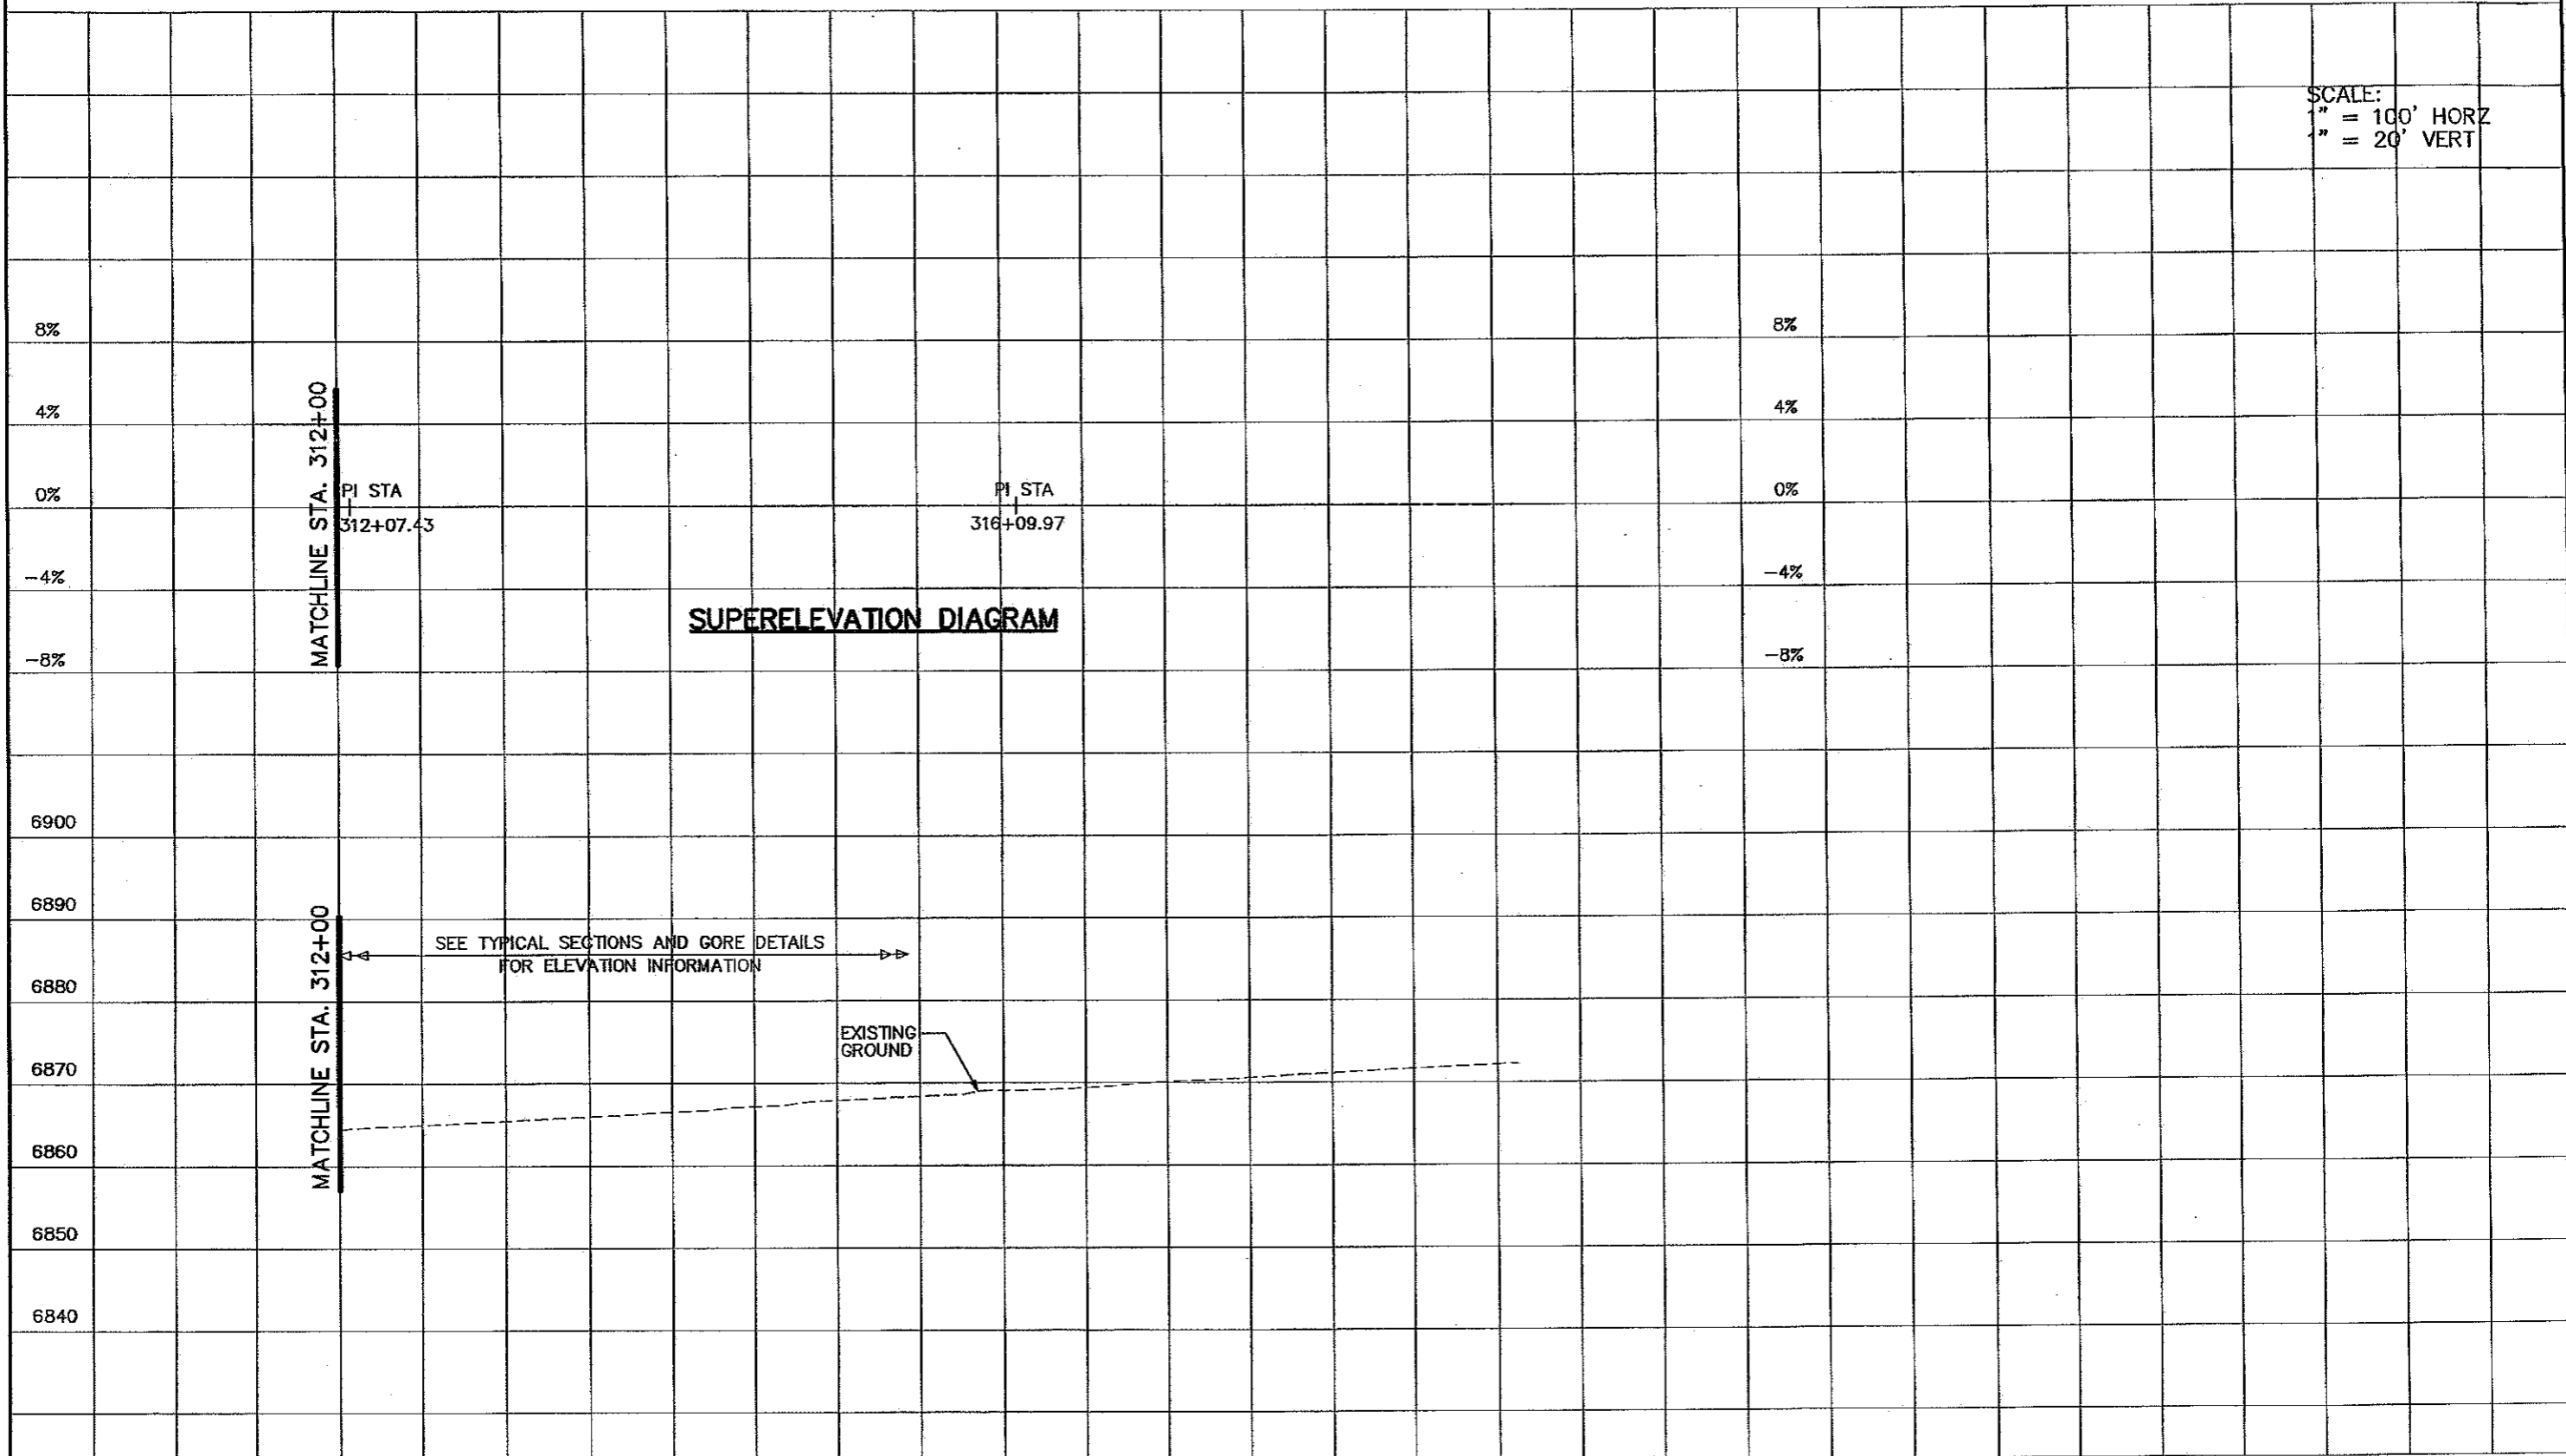 SCALE:
1" = 100' HORZ
1" = 20' VERT
8%
8%
4%
4%
MATCHLINE STA. 312+00
0%
PI STA
312+07.43
PI STA
316+09.97
0%
-4%
-4%
SUPERELEVATION DIAGRAM
-8%
-8%
6900
6890
MATCHLINE STA. 312+00
SEE TYPICAL SECTIONS AND GORE DETAILS
FOR ELEVATION INFORMATION
6880
EXISTING
GROUND
6870
6860
6850
6840